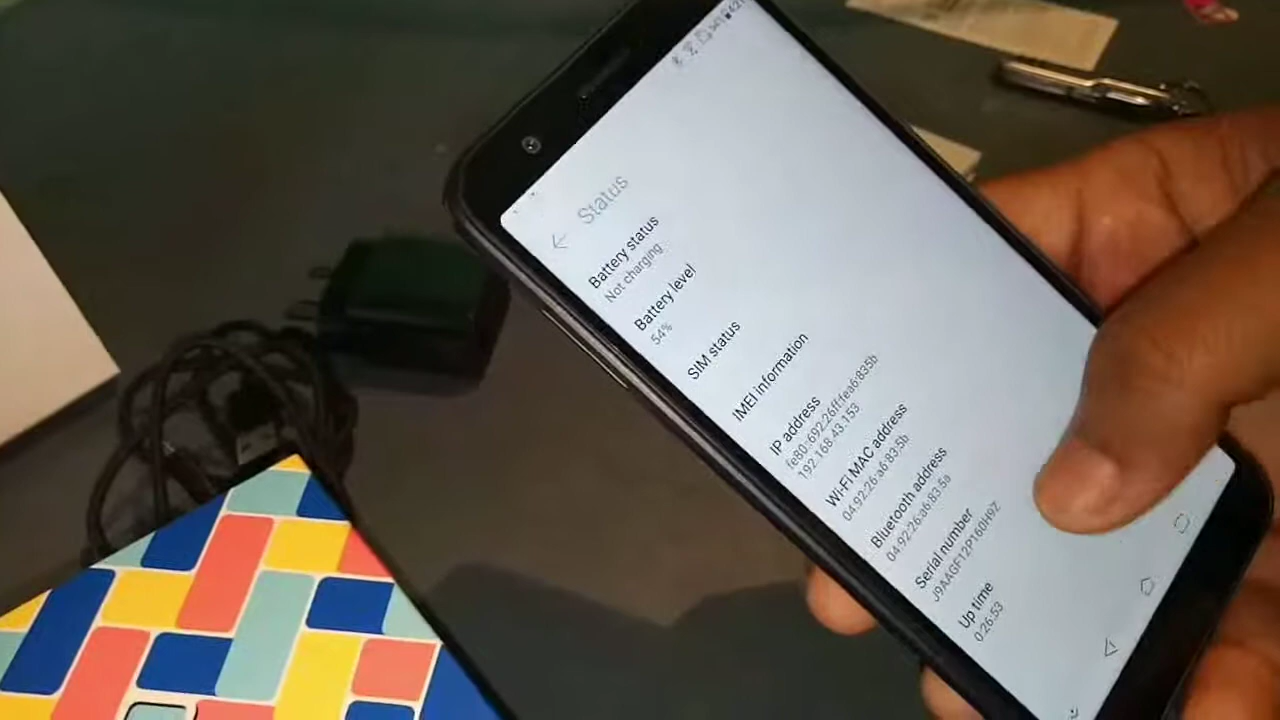 Status
Battery status
Not charging
Battery level
54%
SIM status
IMEI information
IP address
fe80::692:26ff:fea6:835b
192.168.43.153
Wi-Fi MAC address
04:92:26:a6:83:5b
Bluetooth address
04:92:26:a6:83:5a
Serial number
J9AAGF12P160H9Z
Up time
0:26:53